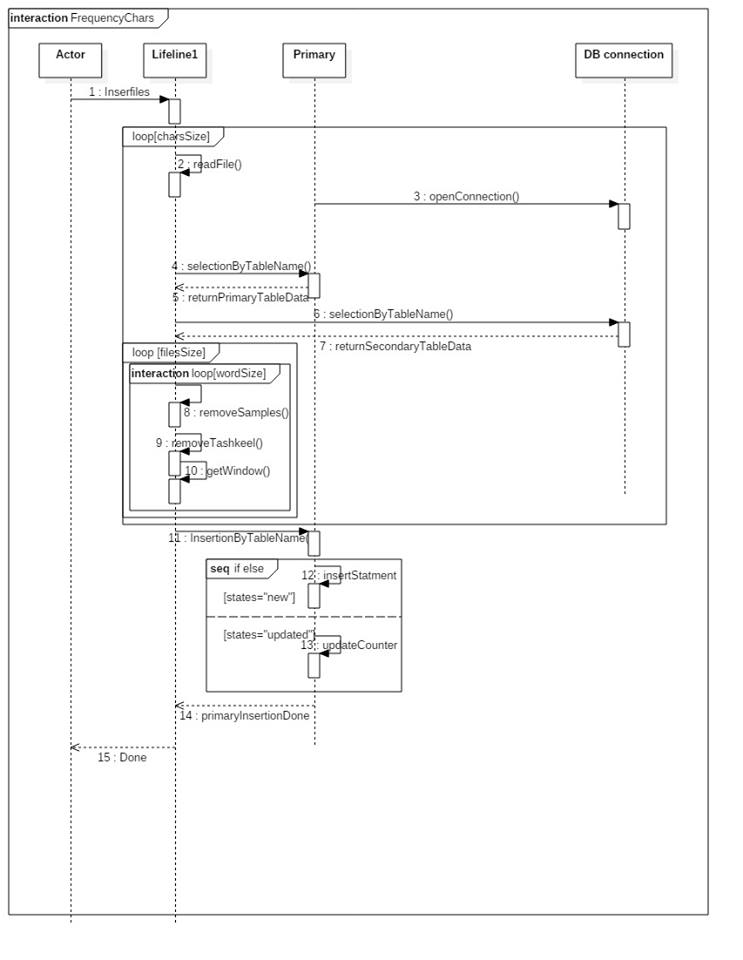 interaction FrequencyChars
Actor
Lifeline1
Primary
DB connection
1 : Inserfiles
loop[charsSize]
2 : readFile()
3 : openConnection()
4 : selectionByTableName()
5 : returnPrimaryTableData
6 : selectionByTableName()
7 : returnSecondaryTableData
loop [filesSize]
interaction loop[wordSize]
8 : removeSamples()
9 : removeTashkeel()
10 : getWindow()
11 : InsertionByTableName(
seq if else
12 : insertStatment
[states="new"]
[states="updated"]
13 : updateCounter
14 : primaryInsertionDone
15 : Done